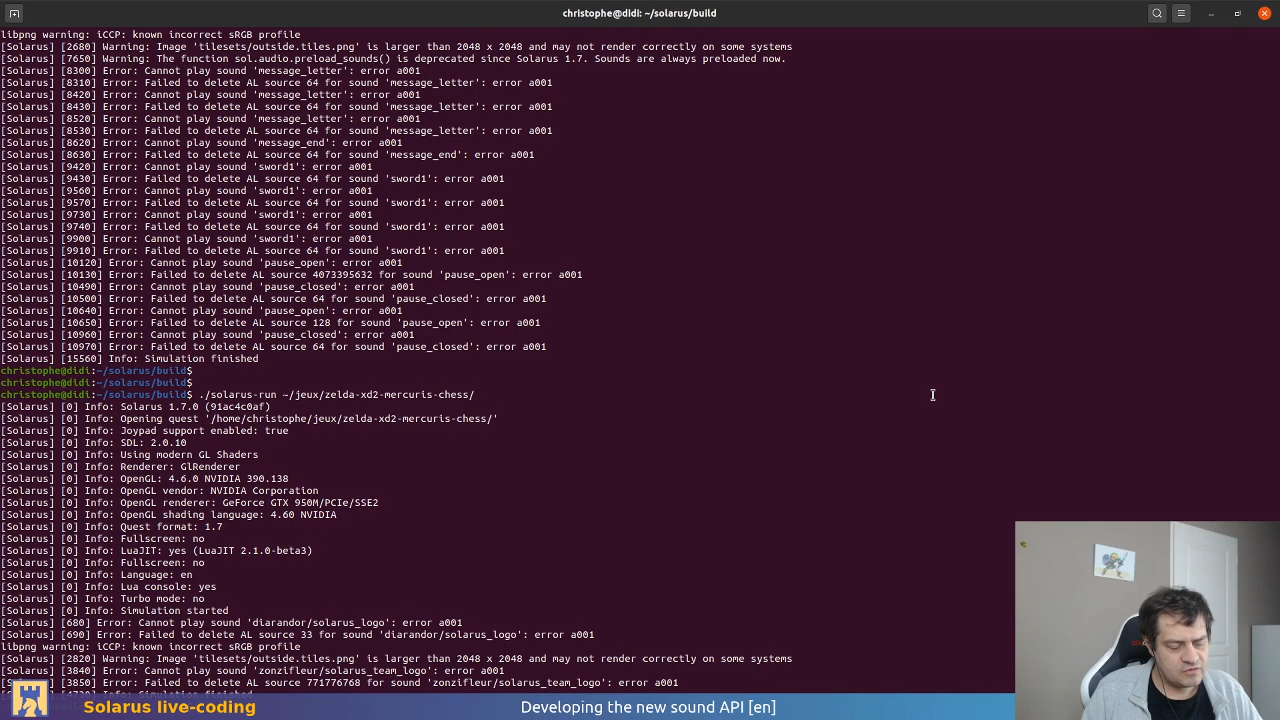 christophe@didi: ~/solarus/build
libpng warning: iCCP: known incorrect sRGB profile
[Solarus] [2680] Warning: Image 'tilesets/outside.tiles.png' is larger than 2048 x 2048 and may not render correctly on some systems
[Solarus] [7650] Warning: The function sol.audio.preload_sounds() is deprecated since Solarus 1.7. Sounds are always preloaded now.
[Solarus] [8300] Error: Cannot play sound 'message_letter': error a001
[Solarus] [8310] Error: Failed to delete AL source 64 for sound 'message_letter': error a001
[Solarus] [8420] Error: Cannot play sound 'message_letter': error a001
[Solarus] [8430] Error: Failed to delete AL source 64 for sound 'message_letter': error a001
[Solarus] [8520] Error: Cannot play sound 'message_letter': error a001
[Solarus] [8530] Error: Failed to delete AL source 64 for sound 'message_letter': error a001
[Solarus] [8620] Error: Cannot play sound 'message_end': error a001
[Solarus] [8630] Error: Failed to delete AL source 64 for sound 'message_end': error a001
[Solarus] [9420] Error: Cannot play sound 'sword1': error a001
[Solarus] [9430] Error: Failed to delete AL source 64 for sound 'sword1': error a001
[Solarus] [9560] Error: Cannot play sound 'sword1': error a001
[Solarus] [9570] Error: Failed to delete AL source 64 for sound 'sword1': error a001
[Solarus] [9730] Error: Cannot play sound 'sword1': error a001
[Solarus] [9740] Error: Failed to delete AL source 64 for sound 'sword1': error a001
[Solarus] [9900] Error: Cannot play sound 'sword1': error a001
[Solarus] [9910] Error: Failed to delete AL source 64 for sound 'sword1': error a001
[Solarus] [10120] Error: Cannot play sound 'pause_open': error a001
[Solarus] [10130] Error: Failed to delete AL source 4073395632 for sound 'pause_open': error a001
[Solarus] [10490] Error: Cannot play sound 'pause_closed': error a001
[Solarus] [10500] Error: Failed to delete AL source 64 for sound 'pause_closed': error a001
[Solarus] [10640] Error: Cannot play sound 'pause_open': error a001
[Solarus] [10650] Error: Failed to delete AL source 128 for sound 'pause_open': error a001
[Solarus] [10960] Error: Cannot play sound 'pause_closed': error a001
[Solarus] [10970] Error: Failed to delete AL source 64 for sound 'pause_closed': error a001
[Solarus] [15560] Info: Simulation finished
christophe@didi:~/solarus/build$
christophe@didi:~/solarus/build$
christophe@didi:~/solarus/build$ ./solarus-run ~/jeux/zelda-xd2-mercuris-chess/
[Solarus] [0] Info: Solarus 1.7.0 (91ac4c0af)
[Solarus] [0] Info: Opening quest '/home/christophe/jeux/zelda-xd2-mercuris-chess/'
[Solarus] [0] Info: Joypad support enabled: true
[Solarus] [0] Info: SDL: 2.0.10
[Solarus] [0] Info: Using modern GL Shaders
[Solarus] [0] Info: Renderer: GlRenderer
[Solarus] [0] Info: OpenGL: 4.6.0 NVIDIA 390.138
[Solarus] [0] Info: OpenGL vendor: NVIDIA Corporation
[Solarus] [0] Info: OpenGL renderer: GeForce GTX 950M/PCIe/SSE2
[Solarus] [0] Info: OpenGL shading language: 4.60 NVIDIA
[Solarus] [0] Info: Quest format: 1.7
[Solarus] [0] Info: Fullscreen: no
[Solarus] [0] Info: LuaJIT: yes (LuaJIT 2.1.0-beta3)
[Solarus] [0] Info: Fullscreen: no
[Solarus] [0] Info: Language: en
[Solarus] [0] Info: Lua console: yes
[Solarus] [0] Info: Turbo mode: no
[Solarus] [0] Info: Simulation started
[Solarus] [680] Error: Cannot play sound 'diarandor/solarus_logo': error a001
[Solarus] [690] Error: Failed to delete AL source 33 for sound 'diarandor/solarus_logo': error a001
libpng warning: iCCP: known incorrect sRGB profile
[Solarus] [2820] Warning: Image 'tilesets/outside.tiles.png' is larger than 2048 x 2048 and may not render correctly on some systems
[Solarus] [3840] Error: Cannot play sound 'zonzifleur/solarus_team_logo': error a001
[Solarus] [3850] Error: Failed to delete AL source 771776768 for sound 'zonzifleur/solarus_team_logo': error a001
Solarus live-coding
Developing the new sound API [en]